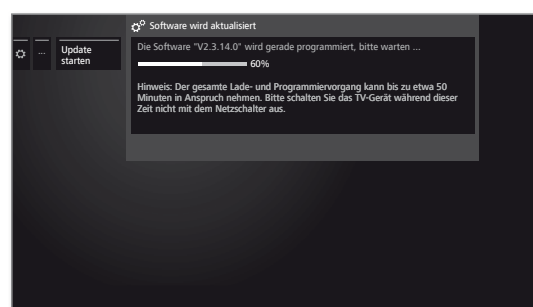 Software wird aktualisiert
...
Update
starten
Die Software "V2.3.14.0" wird gerade programmiert, bitte warten ...
60%
Hinweis: Der gesamte Lade- und Programmiervorgang kann bis zu etwa 50
Minuten in Anspruch nehmen. Bitte schalten Sie das TV-Gerät während dieser
Zeit nicht mit dem Netzschalter aus.